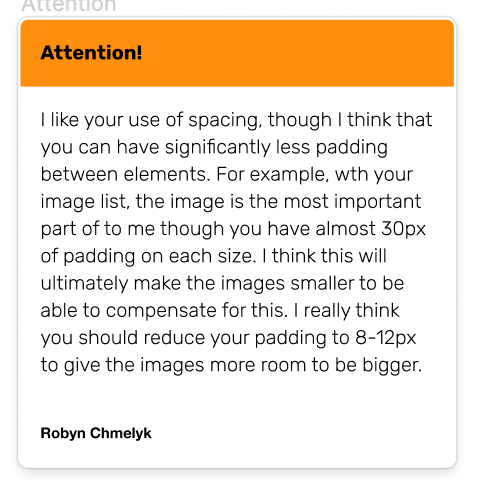 Attention
Attention!
I like your use of spacing, though I think that
you can have significantly less padding
between elements. For example, wth your
image list, the image is the most important
part of to me though you have almost 30px
of padding on each size. I think this will
ultimately make the images smaller to be
able to compensate for this. I really think
you should reduce your padding to 8-12px
to give the images more room to be bigger.
Robyn Chmelyk